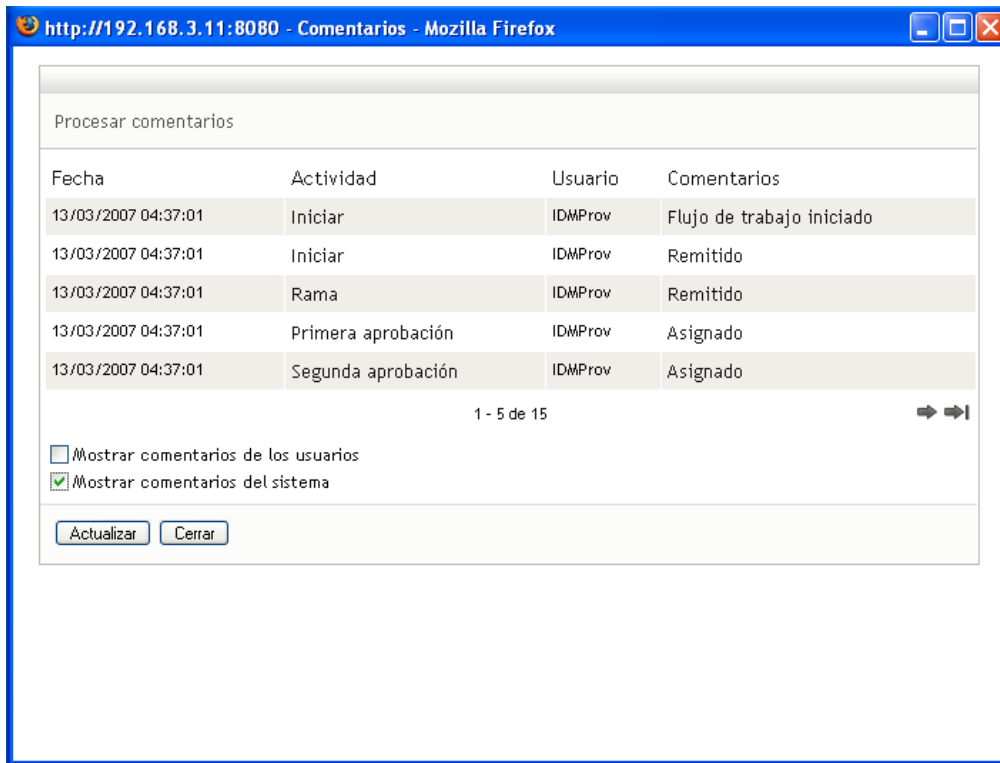 http://192.168.3.11:8080 - Comentarios - Mozilla Firefox
Procesar comentarios
Fecha Actividad Usuario Comentarios
13/03/2007 04:37:01 Iniciar IDMProv Flujo de trabajo iniciado
13/03/2007 04:37:01 Iniciar IDMProv Remitido
13/03/2007 04:37:01 Rama IDMProv Remitido
13/03/2007 04:37:01 Primera aprobación IDMProv Asignado
13/03/2007 04:37:01 Segunda aprobación IDMProv Asignado
1 - 5 de 15
Mostrar comentarios de los usuarios
Mostrar comentarios del sistema
Actualizar Cerrar